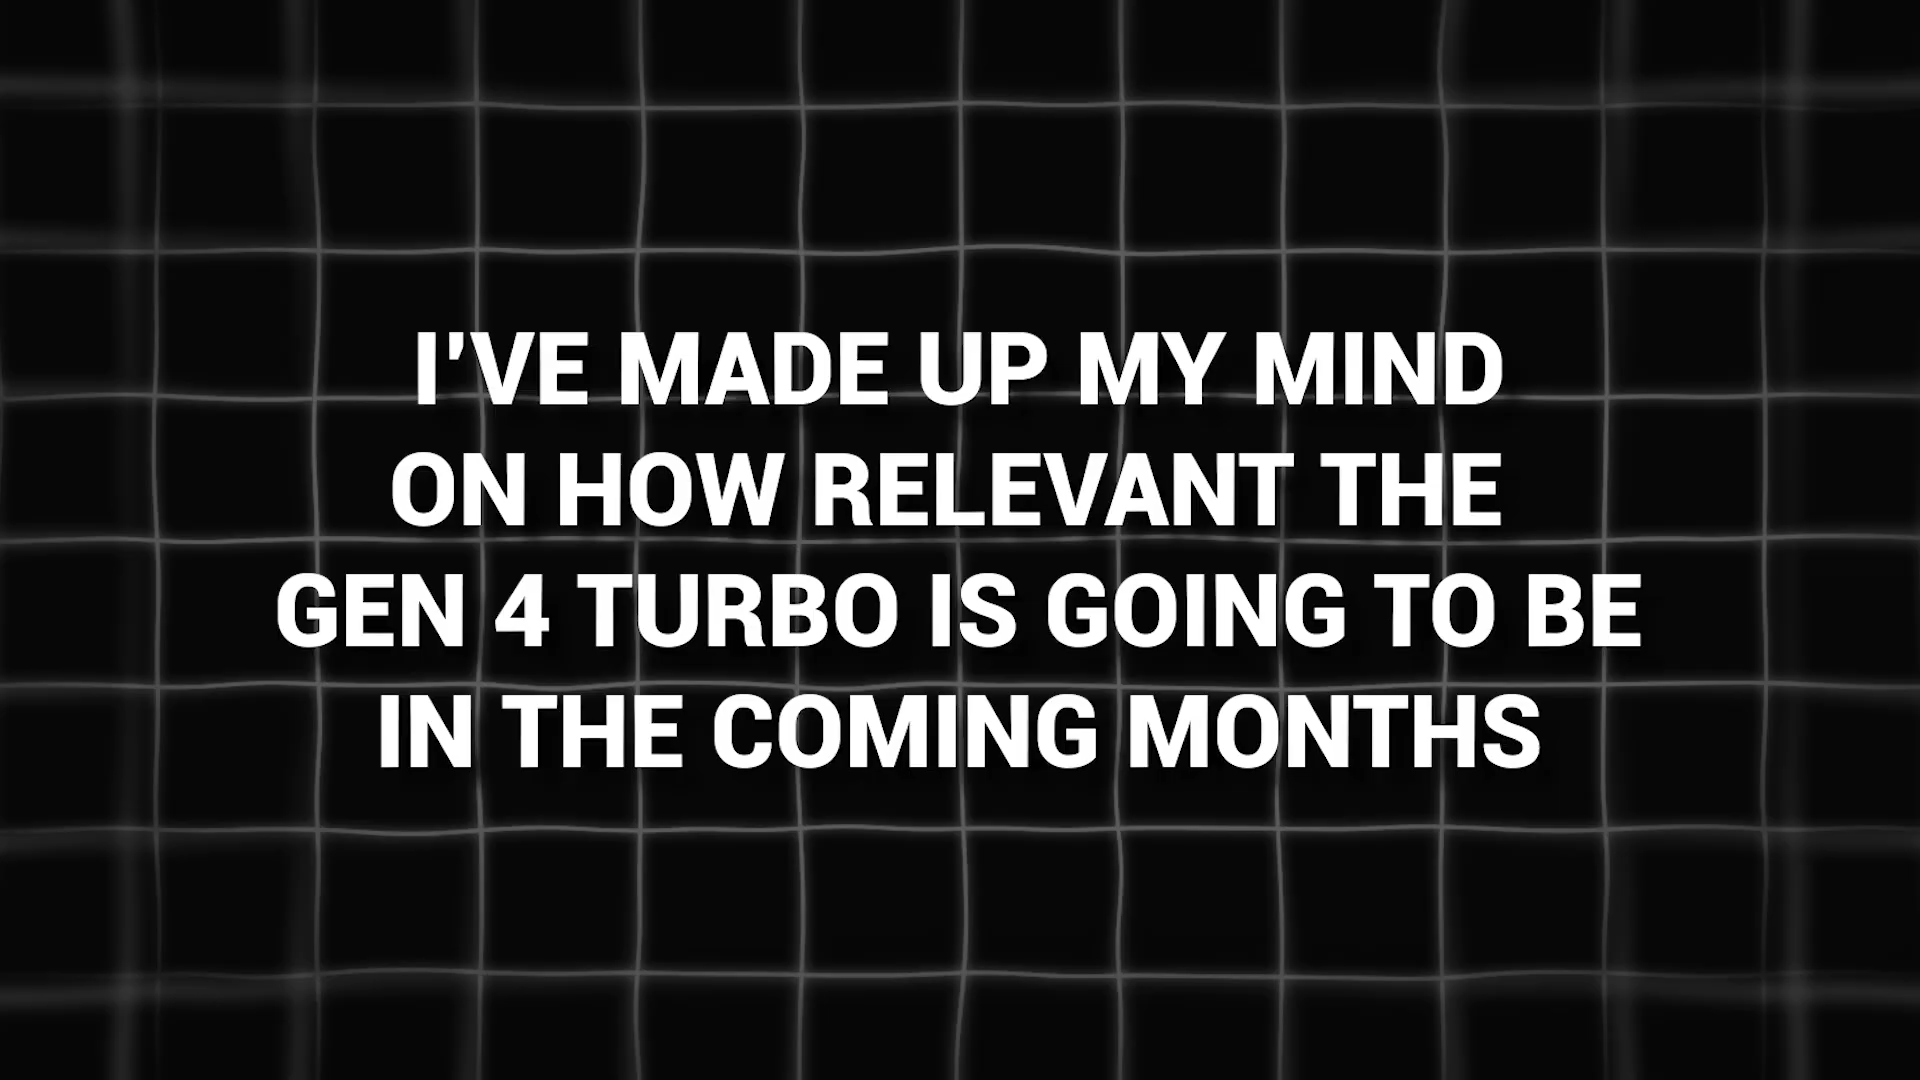 I'VE MADE UP MY MIND
ON HOW RELEVANT THE
GEN 4 TURBO IS GOING TO BE
IN THE COMING MONTHS